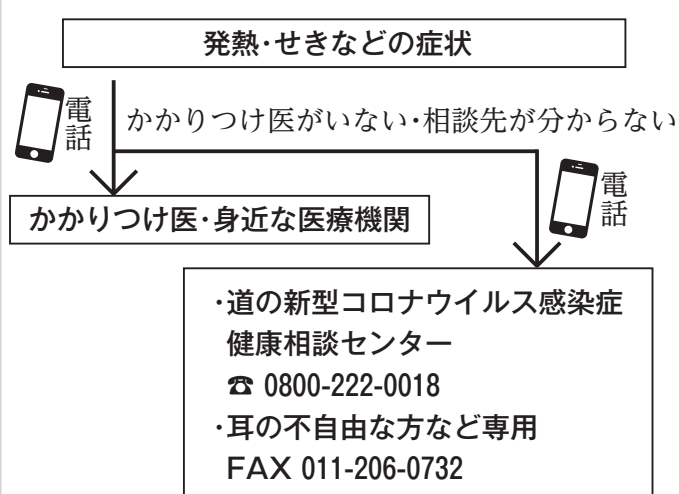 発熱･せきなどの症状
電話
かかりつけ医がいない･相談先が分からない
電話
かかりつけ医･身近な医療機関
･道の新型コロナウイルス感染症
健康相談センター
☎ 0800-222-0018
･耳の不自由な方など専用
FAX 011-206-0732